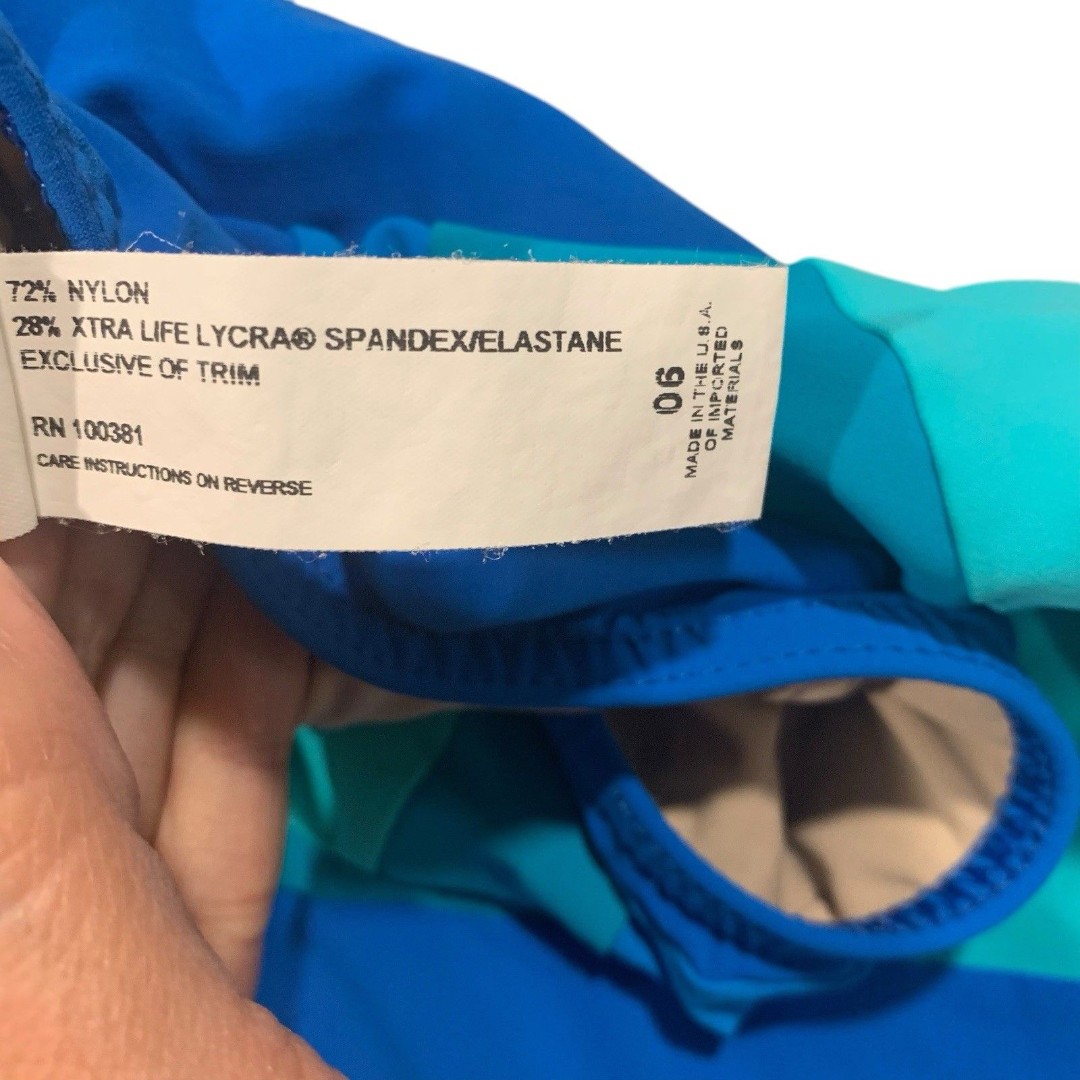 72% NYLON
28% XTRA LIFE LYCRA® SPANDEX/ELASTANE
EXCLUSIVE OF TRIM
RN 100381
CARE INSTRUCTIONS ON REVERSE
06
MADE IN THE U.S.A.
OF IMPORTED
MATERIALS